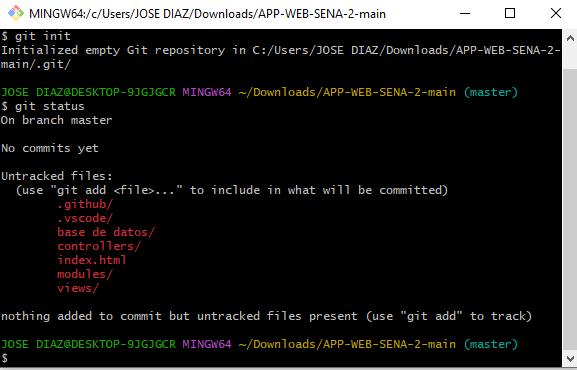 MINGW64:/c/Users/JOSE DIAZ/Downloads/APP-WEB-SENA-2-main
$ git init
Initialized empty Git repository in C:/Users/JOSE DIAZ/Downloads/APP-WEB-SENA-2-
main/.git/
JOSE DIAZ@DESKTOP-9JGJGCR MINGW64 ~/Downloads/APP-WEB-SENA-2-main (master)
$ git status
On branch master
No commits yet
Untracked files:
(use "git add <file>..." to include in what will be committed)
.github/
.vscode/
base de datos/
controllers/
index.html
modules/
views/
nothing added to commit but untracked files present (use "git add" to track)
JOSE DIAZ@DESKTOP-9JGJGCR MINGW64 ~/Downloads/APP-WEB-SENA-2-main (master)
$